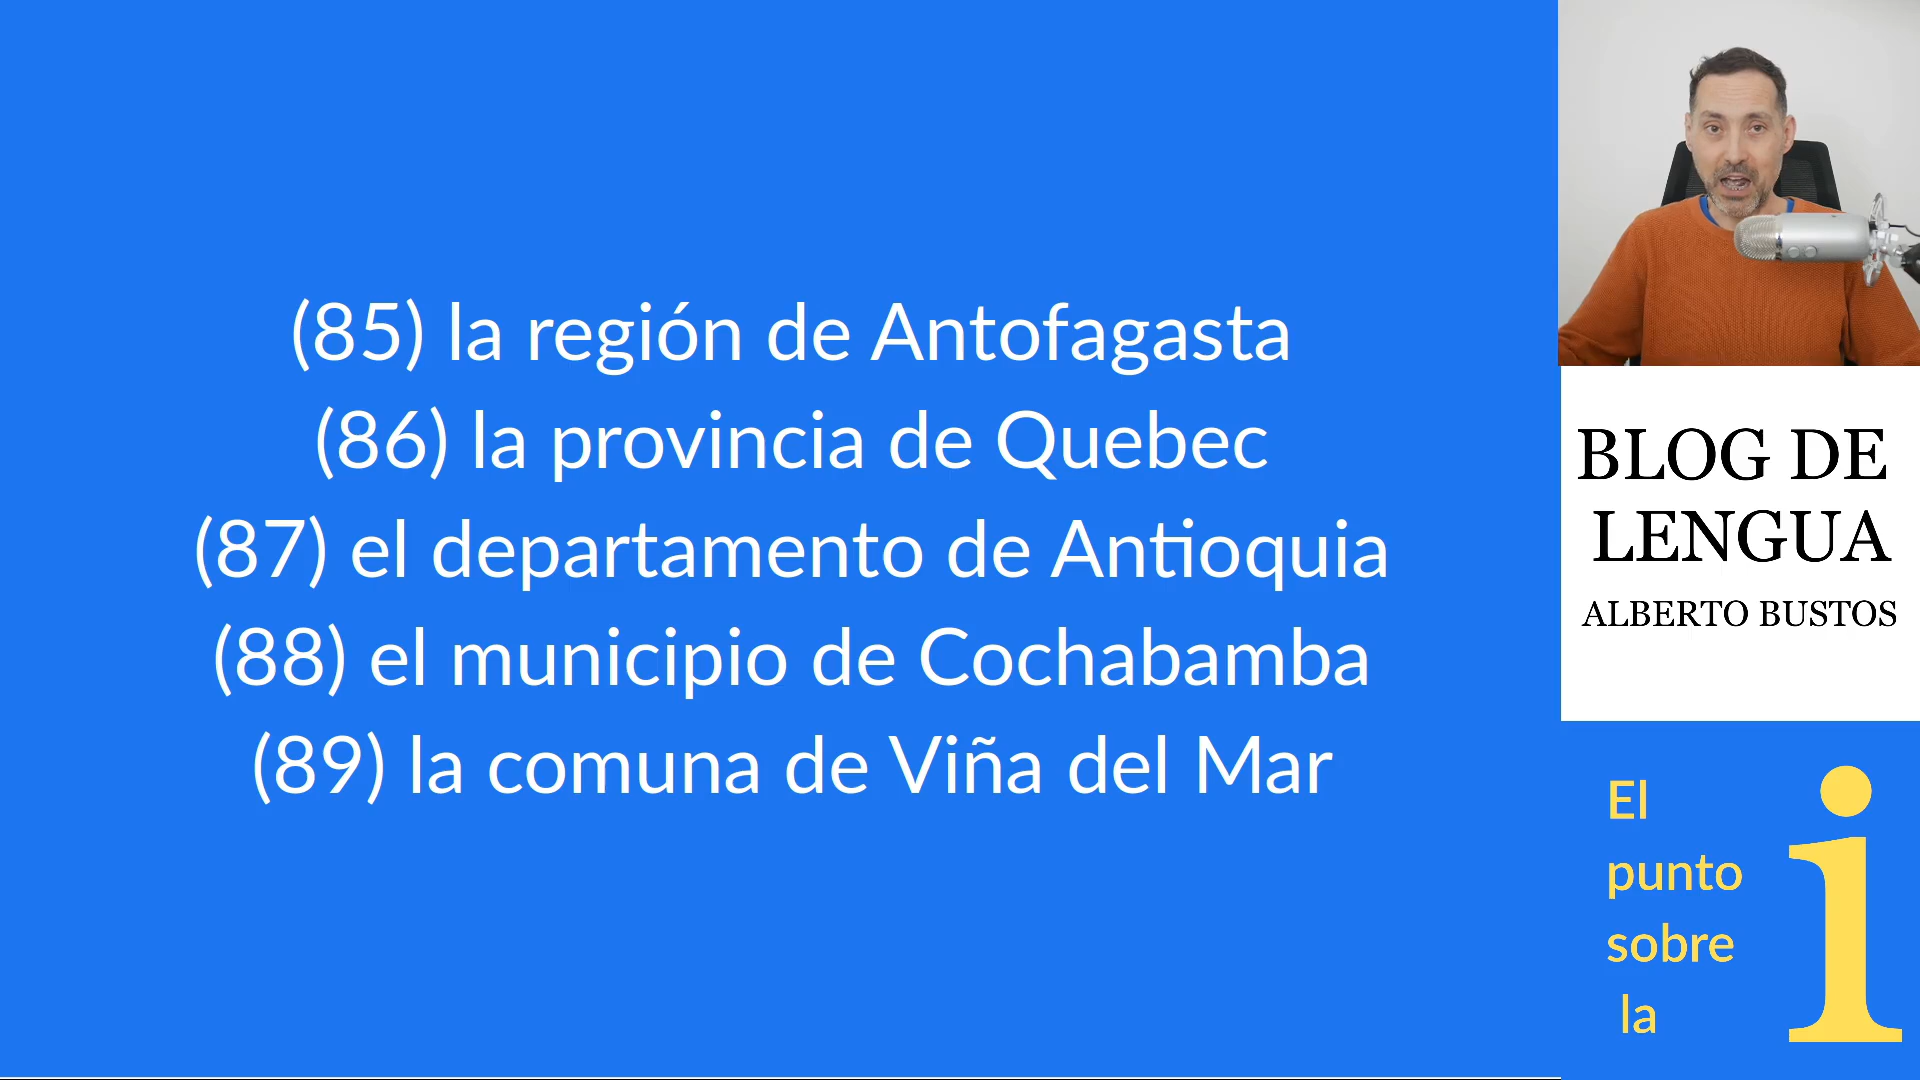 (85) la región de Antofagasta
(86) la provincia de Quebec
(87) el departamento de Antioquia
(88) el municipio de Cochabamba
(89) la comuna de Viña del Mar
BLOG DE
LENGUA
ALBERTO BUSTOS
El
punto
sobre
la
i